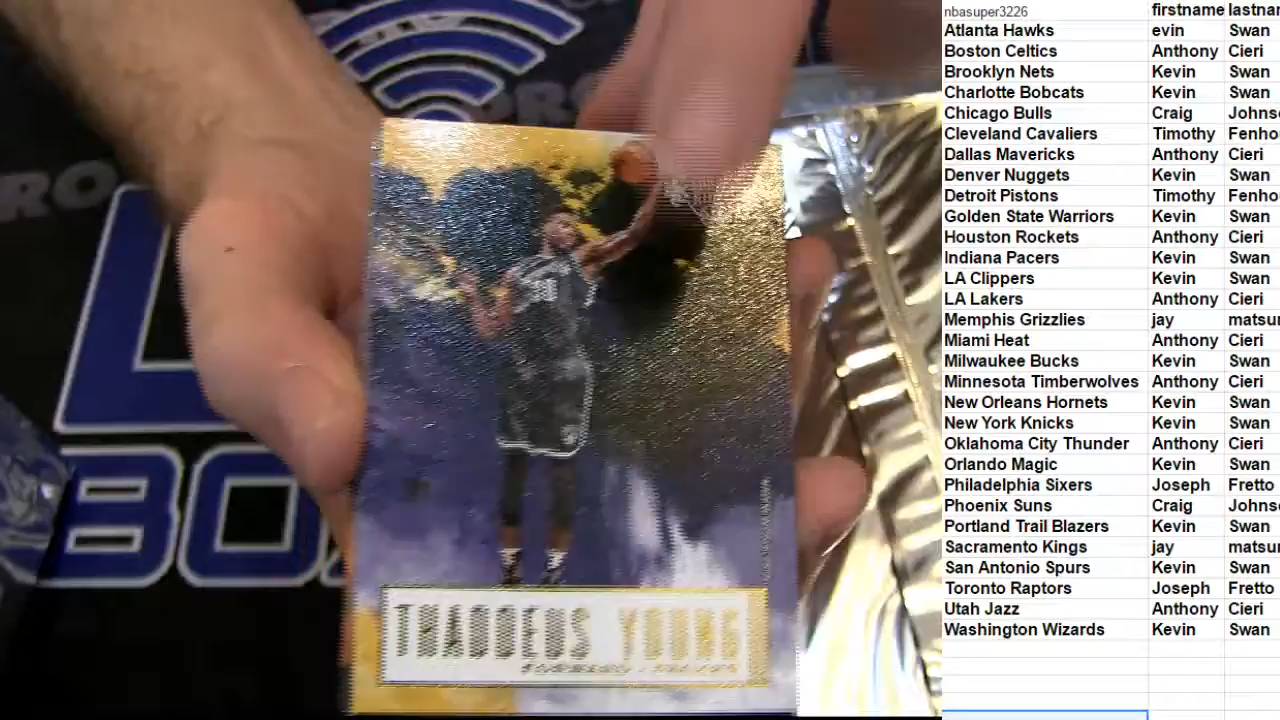 RO
PRO
L
BO
THADDEUS YOUNG
nbasuper3226 firstname lastnar
Atlanta Hawks evin Swan
Boston Celtics Anthony Cieri
Brooklyn Nets Kevin Swan
Charlotte Bobcats Kevin Swan
Chicago Bulls Craig Johnso
Cleveland Cavaliers Timothy Fenho
Dallas Mavericks Anthony Cieri
Denver Nuggets Kevin Swan
Detroit Pistons Timothy Fenho
Golden State Warriors Kevin Swan
Houston Rockets Anthony Cieri
Indiana Pacers Kevin Swan
LA Clippers Kevin Swan
LA Lakers Anthony Cieri
Memphis Grizzlies jay matsur
Miami Heat Anthony Cieri
Milwaukee Bucks Kevin Swan
Minnesota Timberwolves Anthony Cieri
New Orleans Hornets Kevin Swan
New York Knicks Kevin Swan
Oklahoma City Thunder Anthony Cieri
Orlando Magic Kevin Swan
Philadelphia Sixers Joseph Fretto
Phoenix Suns Craig Johnso
Portland Trail Blazers Kevin Swan
Sacramento Kings jay matsur
San Antonio Spurs Kevin Swan
Toronto Raptors Joseph Fretto
Utah Jazz Anthony Cieri
Washington Wizards Kevin Swan